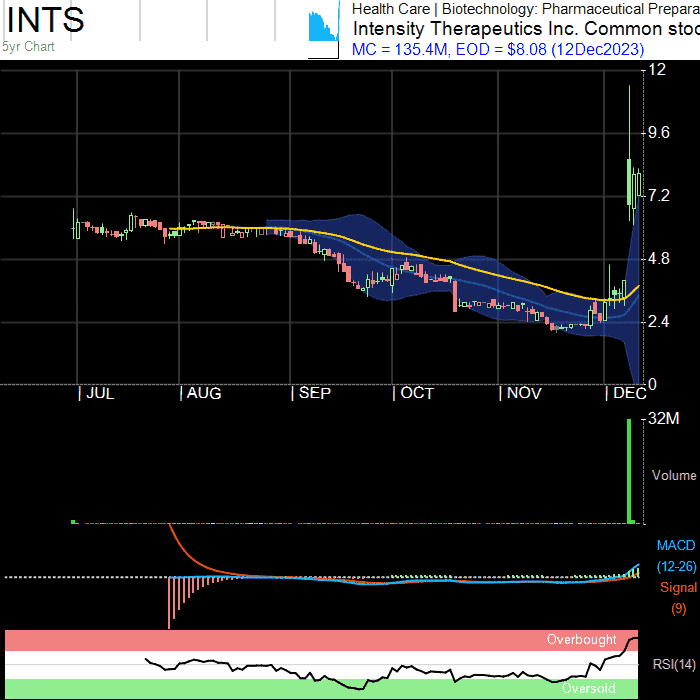 INTS
5yr Chart
Health Care | Biotechnology: Pharmaceutical Prepara
Intensity Therapeutics Inc. Common stoc
MC = 135.4M, EOD = $8.08 (12Dec2023)
12
9.6
7.2
4.8
2.4
0
JUL AUG SEP OCT NOV DEC
32M
Volume
MACD
(12-26)
Signal
(9)
Overbought
RSI(14)
Oversold